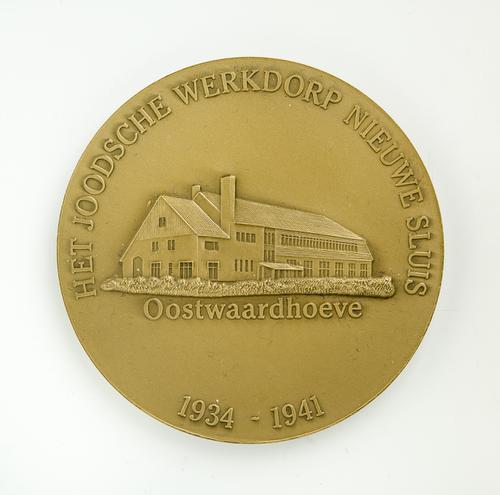 HET JOODSCHE WERKDORP NIEUWE SLUIS
Oostwaardhoeve
1934 - 1941